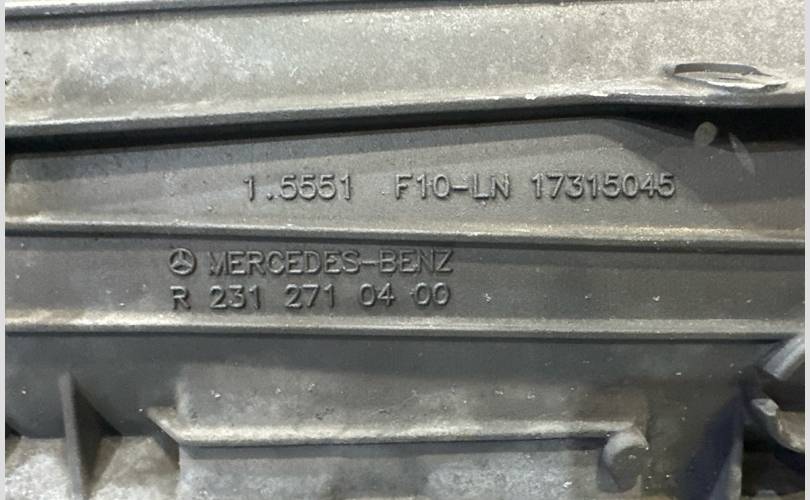 1.5551 F10-LN 17315045
MERCEDES-BENZ
R 231 271 04 00